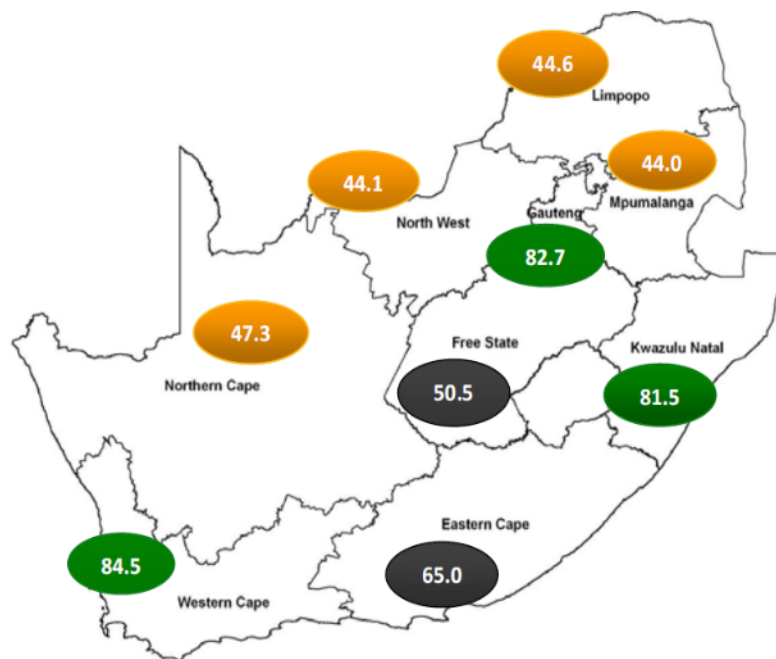 44.6
Limpopo
44.0
Mpumalanga
44.1
North West
Gauteng
82.7
47.3
Northern Cape
Free State
50.5
Kwazulu Natal
81.5
Eastern Cape
65.0
84.5
Western Cape